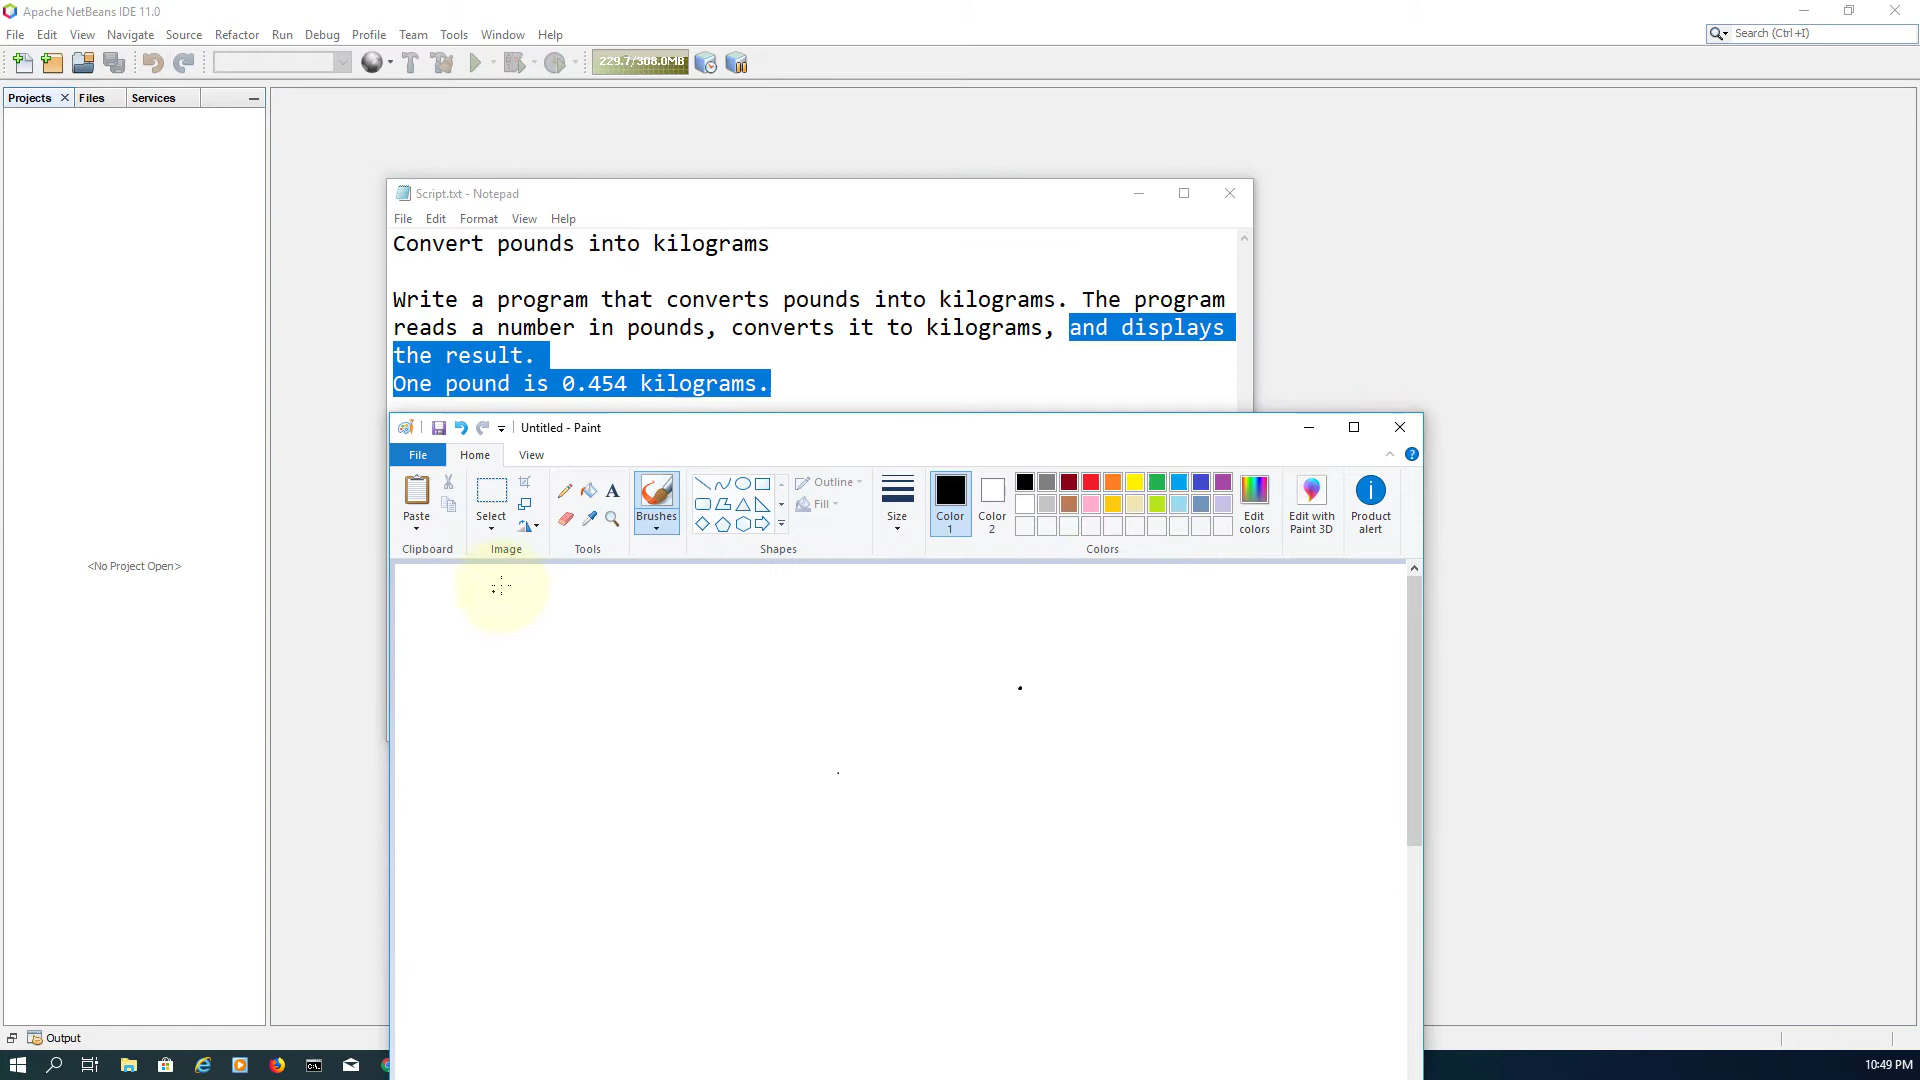 Apache NetBeans IDE 11.0
File Edit View Navigate Source Refactor Run Debug Profile Team Tools Window Help
Search (Ctrl+I)
229.7/308.0MB
Projects Files Services
<No Project Open>
Script.txt - Notepad
File Edit Format View Help
Convert pounds into kilograms
Write a program that converts pounds into kilograms. The program
reads a number in pounds, converts it to kilograms, and displays
the result.
One pound is 0.454 kilograms.
Untitled - Paint
File Home View
Paste
Select
Brushes
Outline
Fill
Size
Color 1
Color 2
Edit colors
Edit with Paint 3D
Product alert
Clipboard Image Tools Shapes Colors
Output
10:49 PM